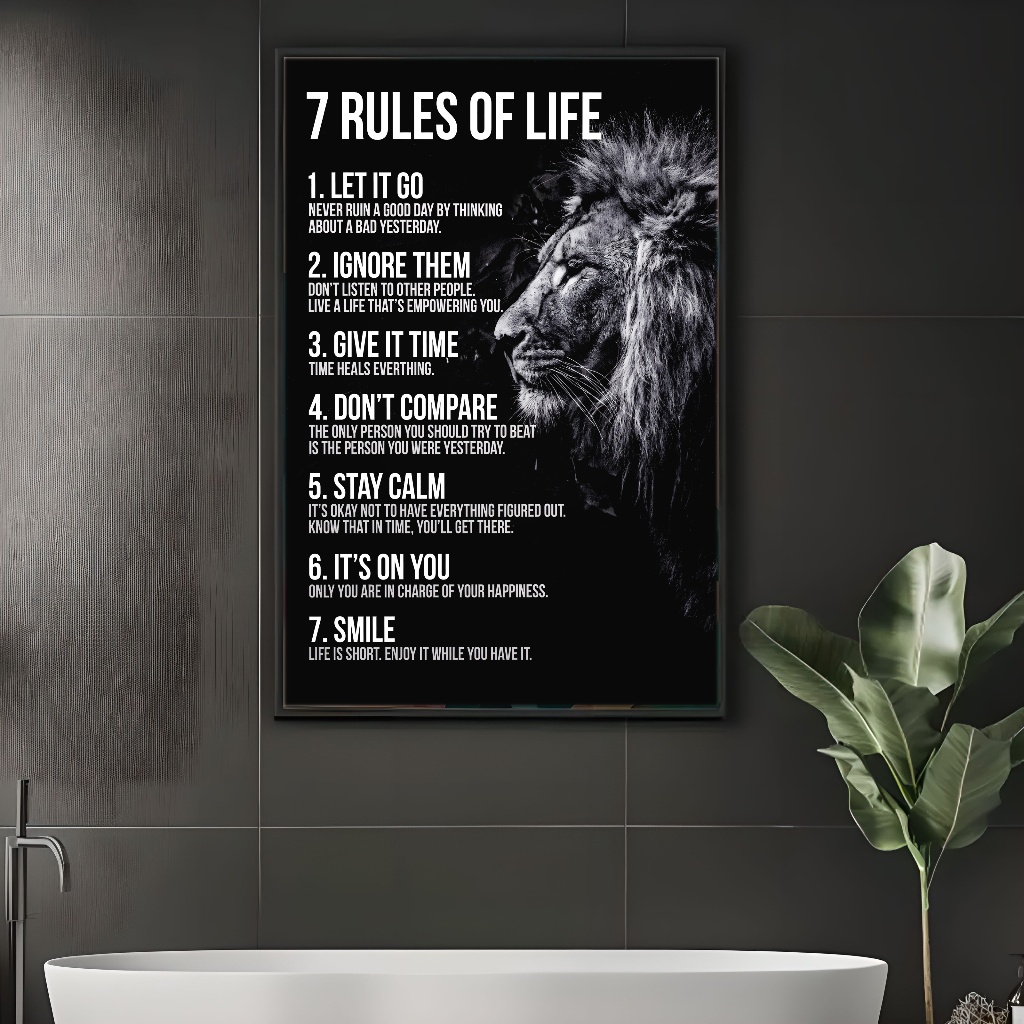 7 RULES OF LIFE
1. LET IT GO
NEVER RUIN A GOOD DAY BY THINKING
ABOUT A BAD YESTERDAY.
2. IGNORE THEM
DON'T LISTEN TO OTHER PEOPLE.
LIVE A LIFE THAT'S EMPOWERING YOU.
3. GIVE IT TIME
TIME HEALS EVERTHING.
4. DON'T COMPARE
THE ONLY PERSON YOU SHOULD TRY TO BEAT
IS THE PERSON YOU WERE YESTERDAY.
5. STAY CALM
IT'S OKAY NOT TO HAVE EVERYTHING FIGURED OUT.
KNOW THAT IN TIME, YOU'LL GET THERE.
6. IT'S ON YOU
ONLY YOU ARE IN CHARGE OF YOUR HAPPINESS.
7. SMILE
LIFE IS SHORT. ENJOY IT WHILE YOU HAVE IT.